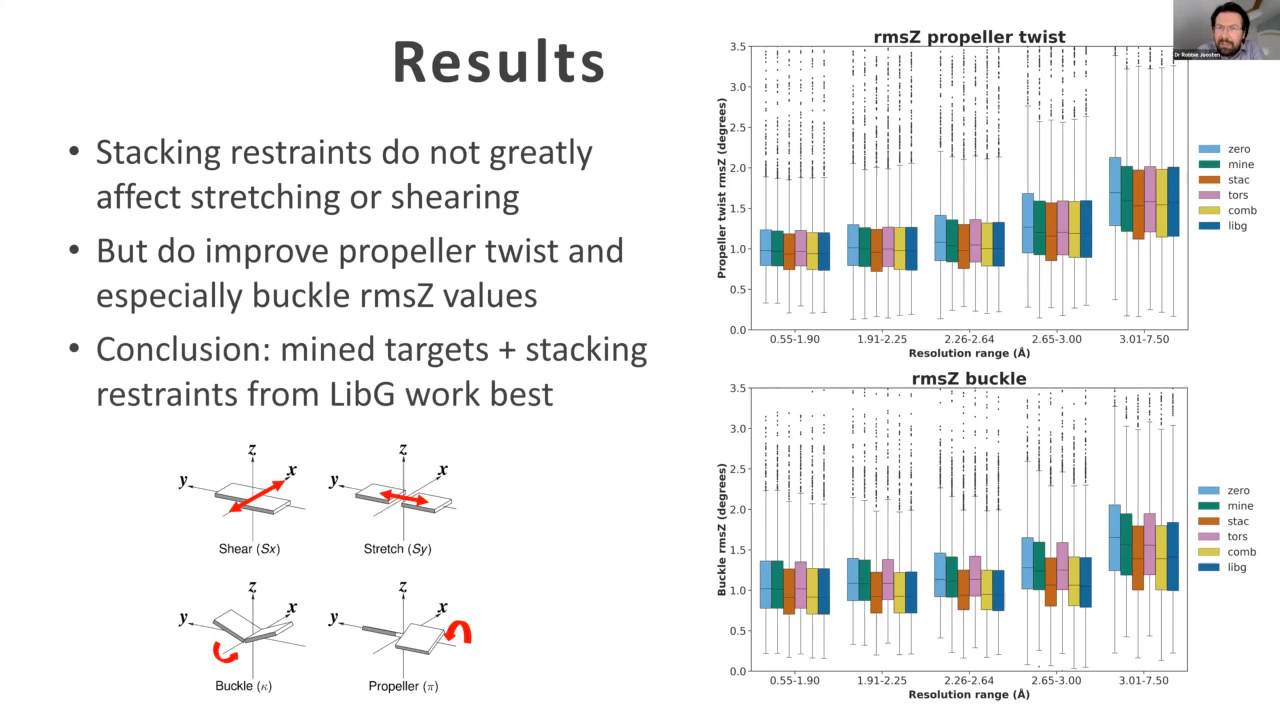 Results
• Stacking restraints do not greatly
affect stretching or shearing
• But do improve propeller twist and
especially buckle rmsZ values
• Conclusion: mined targets + stacking
restraints from LibG work best
z
y
x
Shear (Sx)
z
y
x
Stretch (Sy)
z
y
x
Buckle (κ)
z
y
x
Propeller (π)
rmsZ propeller twist
Propeller twist rmsZ (degrees)
3.5
3.0
2.5
2.0
1.5
1.0
0.5
0.0
0.55-1.90 1.91-2.25 2.26-2.64 2.65-3.00 3.01-7.50
Resolution range (Å)
zero
mine
stac
tors
comb
libg
rmsZ buckle
Buckle rmsZ (degrees)
3.5
3.0
2.5
2.0
1.5
1.0
0.5
0.0
0.55-1.90 1.91-2.25 2.26-2.64 2.65-3.00 3.01-7.50
Resolution range (Å)
zero
mine
stac
tors
comb
libg
Dr Robbie Joosten